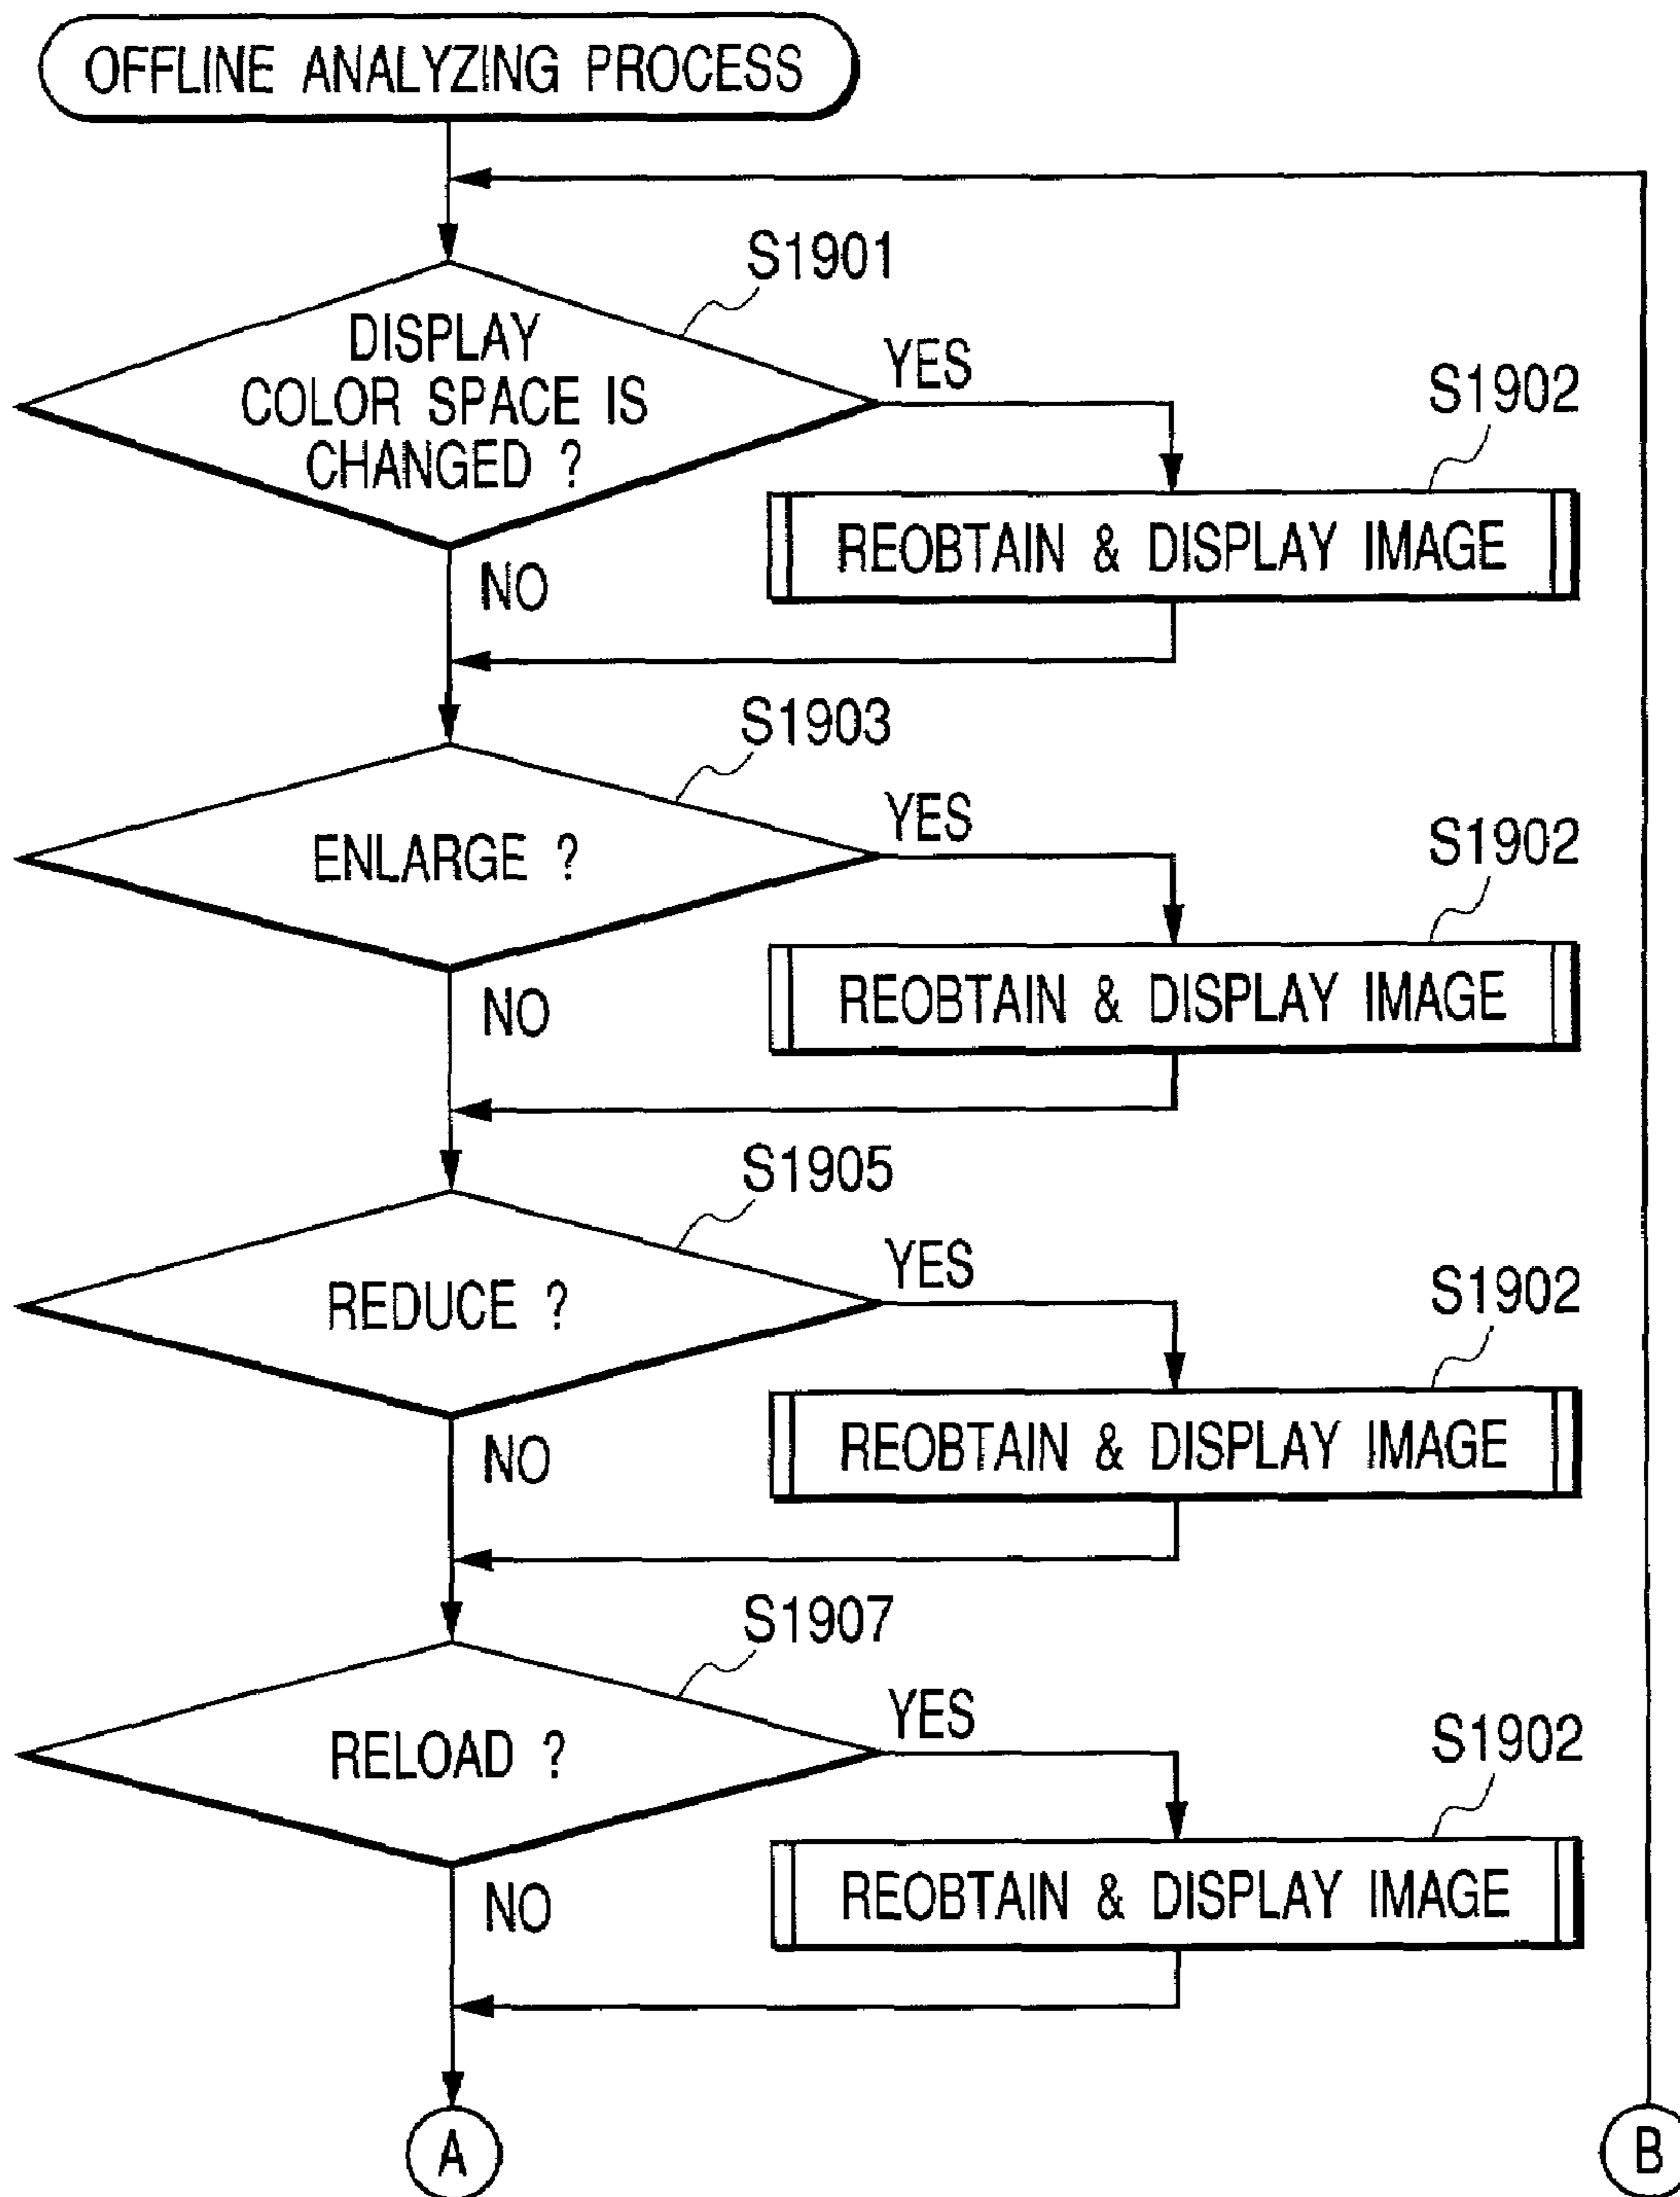 OFFLINE ANALYZING PROCESS
S1901
DISPLAY
COLOR SPACE IS
CHANGED ?
YES
S1902
REOBTAIN & DISPLAY IMAGE
NO
S1903
ENLARGE ?
YES
S1902
REOBTAIN & DISPLAY IMAGE
NO
S1905
REDUCE ?
YES
S1902
REOBTAIN & DISPLAY IMAGE
NO
S1907
RELOAD ?
YES
S1902
REOBTAIN & DISPLAY IMAGE
NO
A
B